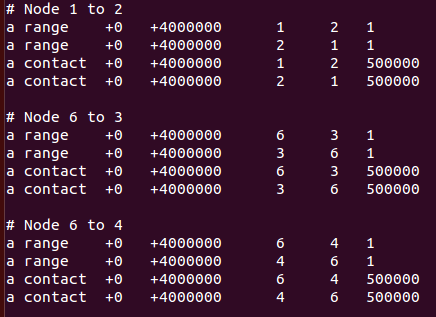 # Node 1 to 2
a range +0 +4000000 1 2 1
a range +0 +4000000 2 1 1
a contact +0 +4000000 1 2 500000
a contact +0 +4000000 2 1 500000
# Node 6 to 3
a range +0 +4000000 6 3 1
a range +0 +4000000 3 6 1
a contact +0 +4000000 6 3 500000
a contact +0 +4000000 3 6 500000
# Node 6 to 4
a range +0 +4000000 6 4 1
a range +0 +4000000 4 6 1
a contact +0 +4000000 6 4 500000
a contact +0 +4000000 4 6 500000